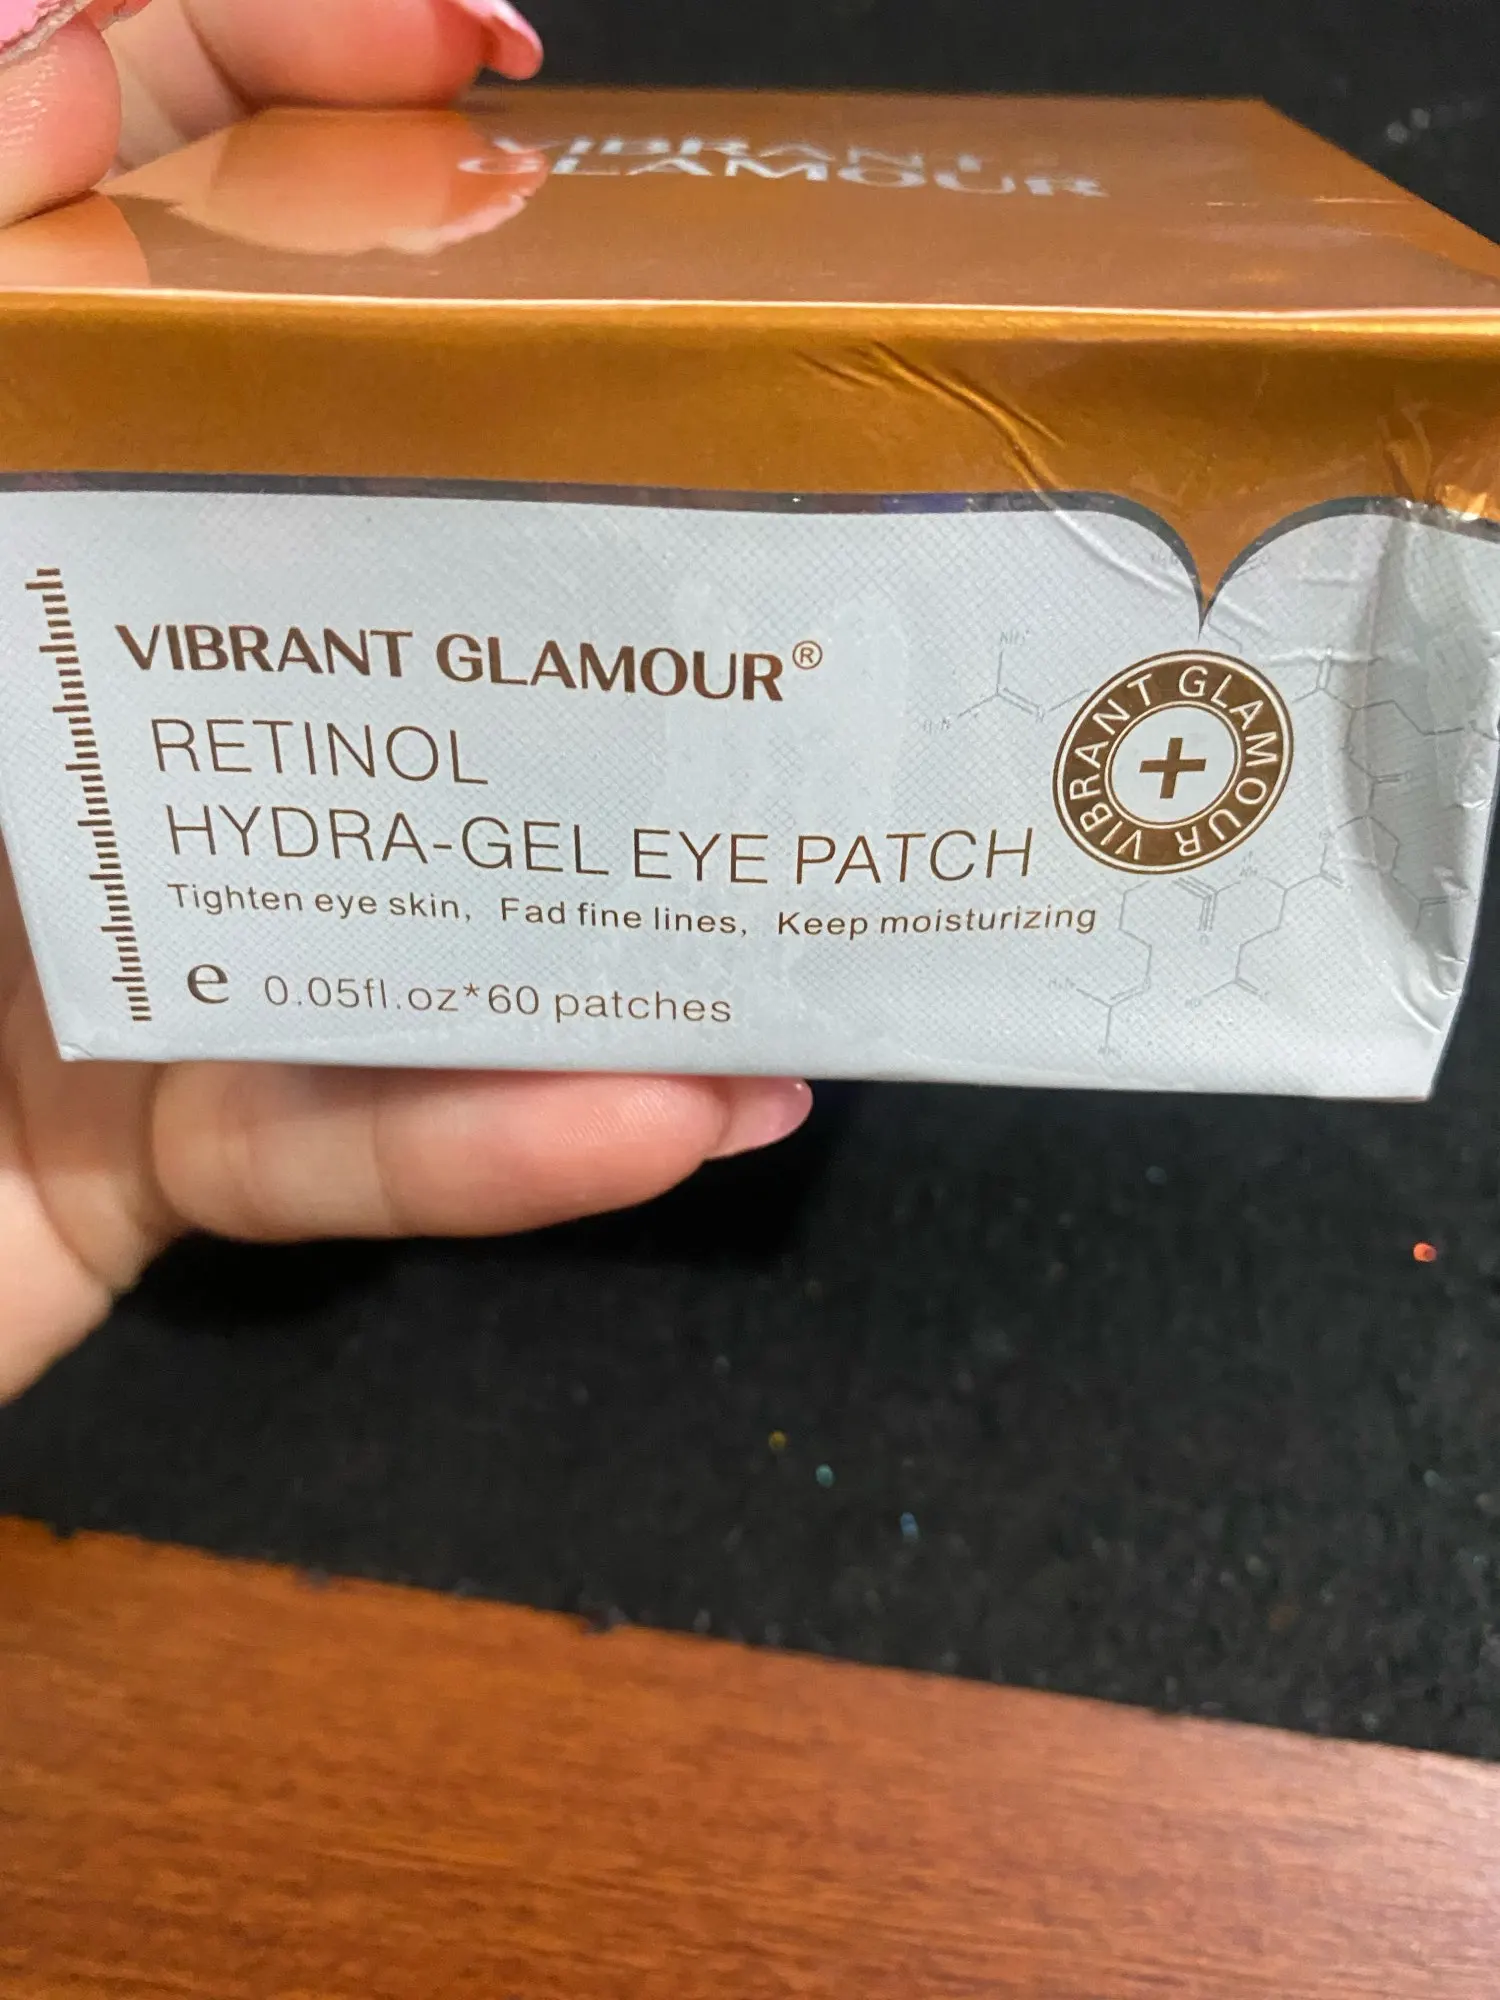 VIBRANT
GLAMOUR
VIBRANT GLAMOUR®
RETINOL
HYDRA-GEL EYE PATCH
Tighten eye skin, Fad fine lines, Keep moisturizing
e 0.05fl.oz*60 patches
VIBRANT GLAMOUR
+